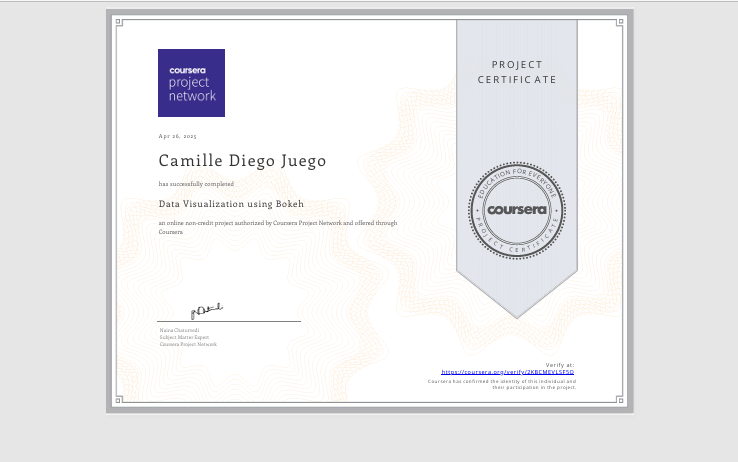 coursera
project
network
PROJECT
CERTIFICATE
Apr 26, 2025
Camille Diego Juego
has successfully completed
Data Visualization using Bokeh
an online non-credit project authorized by Coursera Project Network and offered through
Coursera
EDUCATION FOR EVERYONE
coursera
PROJECT CERTIFICATE
Naina Chaturvedi
Subject Matter Expert
Coursera Project Network
Verify at:
https://coursera.org/verify/2KBCMEVLSFSO
Coursera has confirmed the identity of this individual and
their participation in the project.